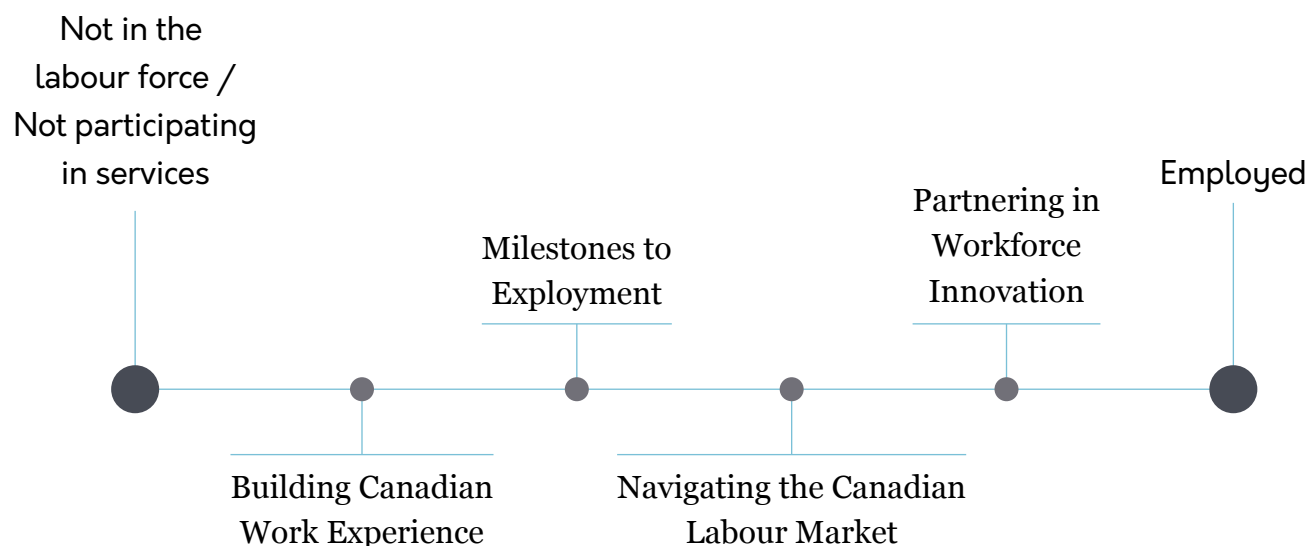 Not in the
labour force /
Not participating
in services
Building Canadian
Work Experience
Milestones to
Exployment
Navigating the Canadian
Labour Market
Partnering in
Workforce
Innovation
Employed